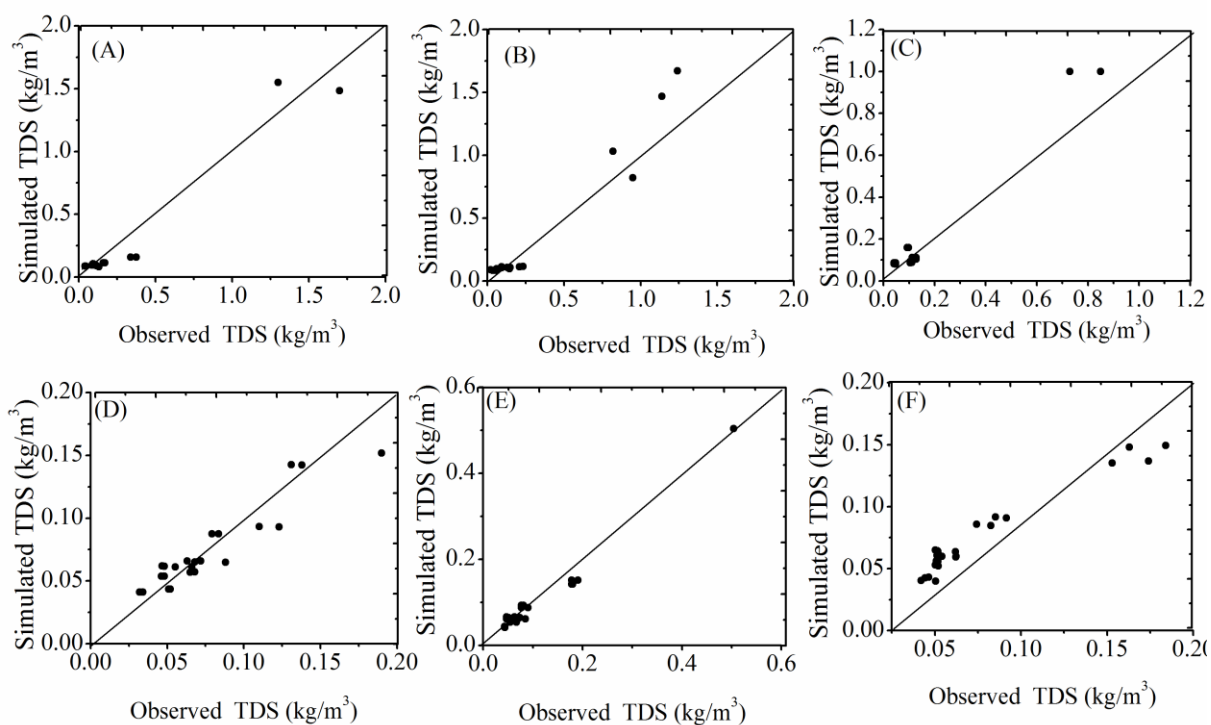 (A)
Simulated TDS (kg/m³)
2.0
1.5
1.0
0.5
0.0
0.0 0.5 1.0 1.5 2.0
Observed TDS (kg/m³)
(B)
Simulated TDS (kg/m³)
2.0
1.5
1.0
0.5
0.0
0.0 0.5 1.0 1.5 2.0
Observed TDS (kg/m³)
(C)
Simulated TDS (kg/m³)
1.2
1.0
0.8
0.6
0.4
0.2
0.0
0.0 0.2 0.4 0.6 0.8 1.0 1.2
Observed TDS (kg/m³)
(D)
Simulated TDS (kg/m³)
0.20
0.15
0.10
0.05
0.00
0.00 0.05 0.10 0.15 0.20
Observed TDS (kg/m³)
(E)
Simulated TDS (kg/m³)
0.6
0.4
0.2
0.0
0.0 0.2 0.4 0.6
Observed TDS (kg/m³)
(F)
Simulated TDS (kg/m³)
0.20
0.15
0.10
0.05
0.00
0.05 0.10 0.15 0.20
Observed TDS (kg/m³)